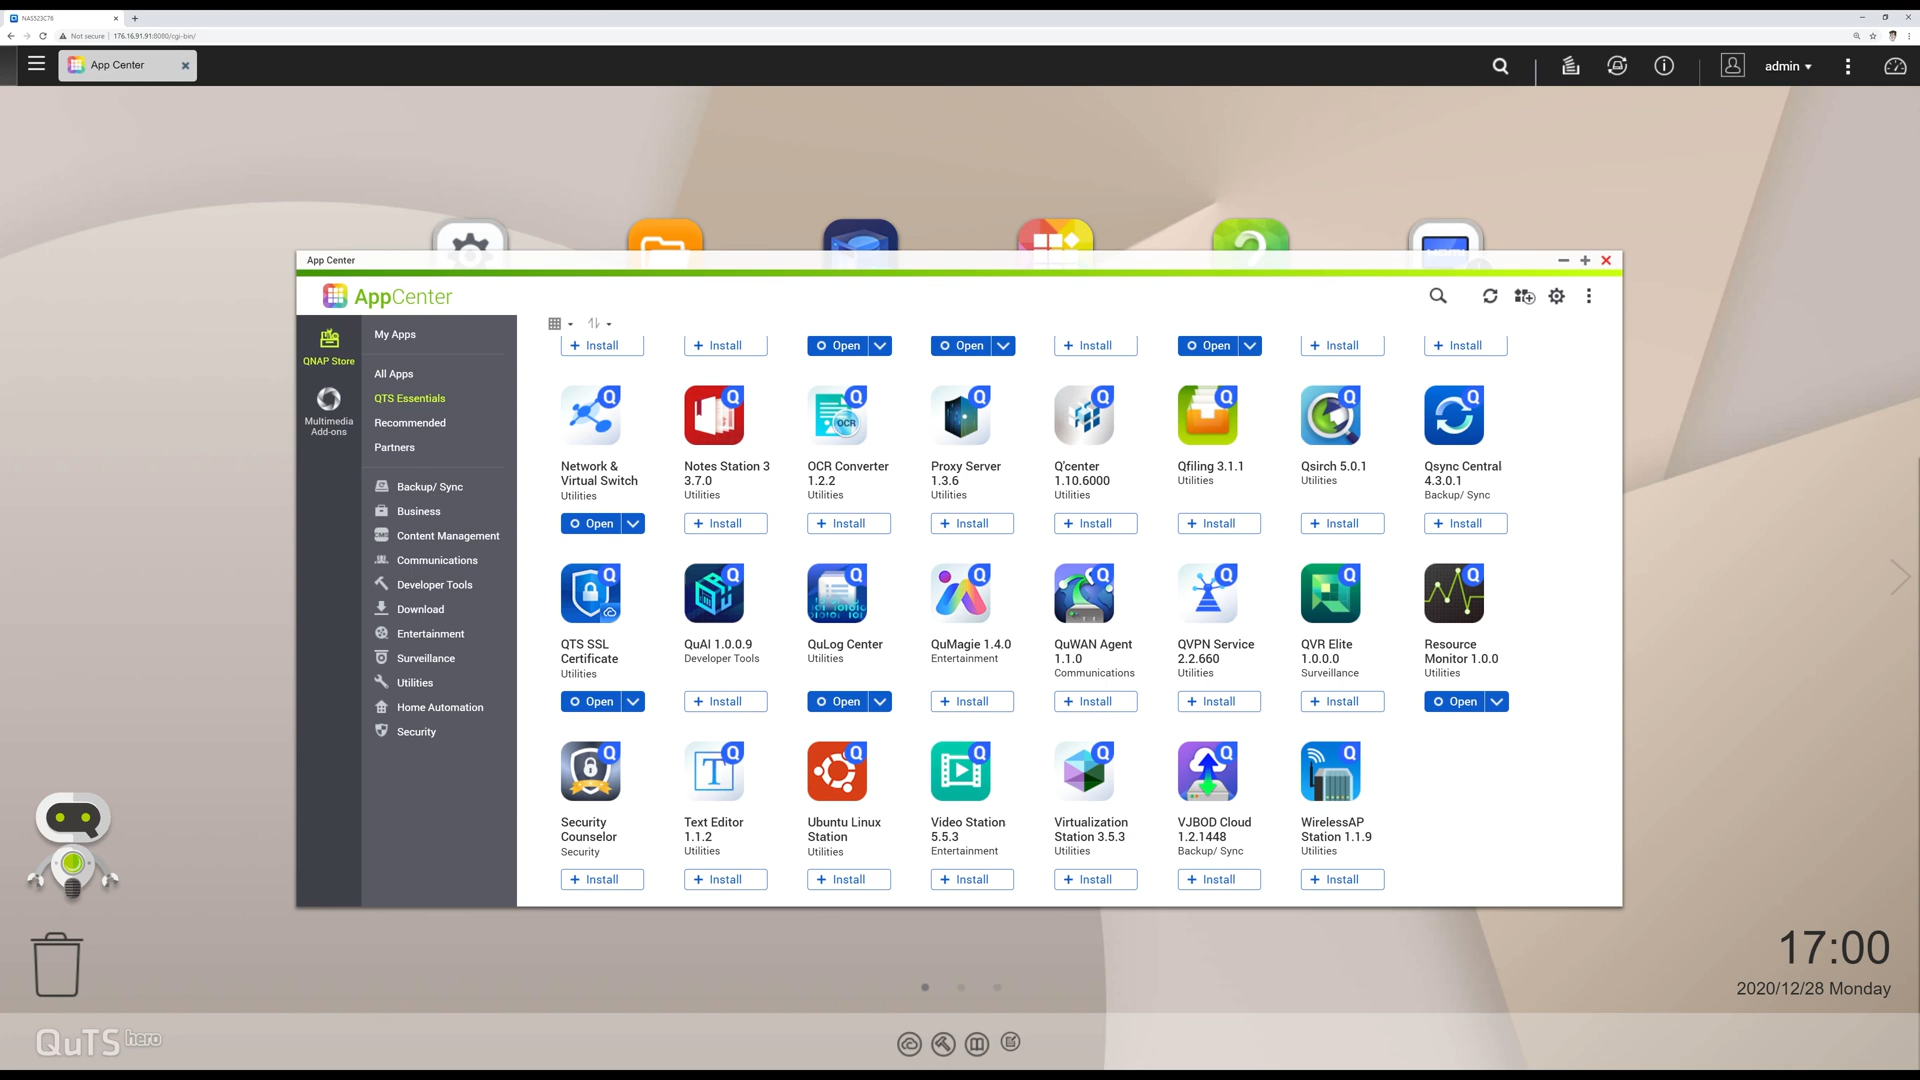 NAS523C76
Not secure | 176.16.91.91:8080/cgi-bin/
App Center
admin
App Center
AppCenter
QNAP Store
Multimedia
Add-ons
My Apps
All Apps
QTS Essentials
Recommended
Partners
Backup/ Sync
Business
Content Management
Communications
Developer Tools
Download
Entertainment
Surveillance
Utilities
Home Automation
Security
+ Install
+ Install
Open
Open
+ Install
Open
+ Install
+ Install
Network &
Virtual Switch
Utilities
Open
Notes Station 3
3.7.0
Utilities
+ Install
OCR
OCR Converter
1.2.2
Utilities
+ Install
Proxy Server
1.3.6
Utilities
+ Install
Q'center
1.10.6000
Utilities
+ Install
Qfiling 3.1.1
Utilities
+ Install
Qsirch 5.0.1
Utilities
+ Install
Qsync Central
4.3.0.1
Backup/ Sync
+ Install
QTS SSL
Certificate
Utilities
Open
QuAI 1.0.0.9
Developer Tools
+ Install
QuLog Center
Utilities
Open
QuMagie 1.4.0
Entertainment
+ Install
QuWAN Agent
1.1.0
Communications
+ Install
QVPN Service
2.2.660
Utilities
+ Install
QVR Elite
1.0.0.0
Surveillance
+ Install
Resource
Monitor 1.0.0
Utilities
Open
Security
Counselor
Security
+ Install
Text Editor
1.1.2
Utilities
+ Install
Ubuntu Linux
Station
Utilities
+ Install
Video Station
5.5.3
Entertainment
+ Install
Virtualization
Station 3.5.3
Utilities
+ Install
VJBOD Cloud
1.2.1448
Backup/ Sync
+ Install
WirelessAP
Station 1.1.9
Utilities
+ Install
17:00
2020/12/28 Monday
QuTS hero